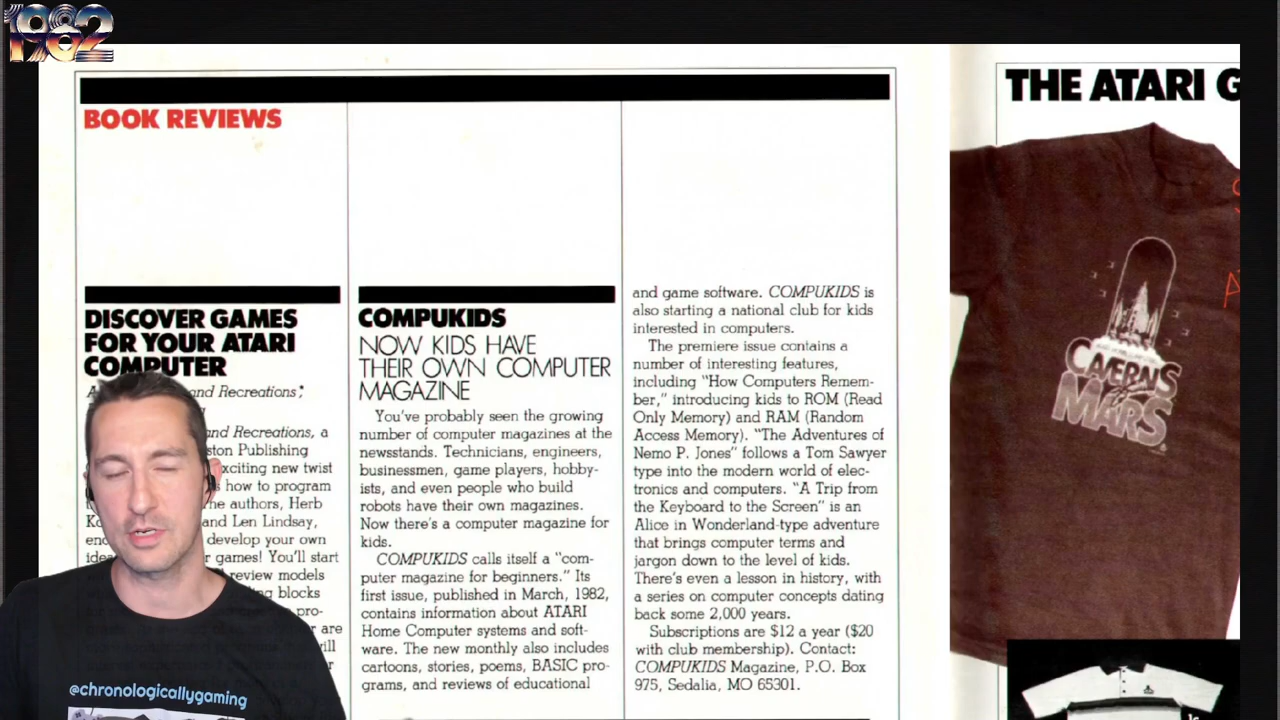 1982
BOOK REVIEWS
DISCOVER GAMES
FOR YOUR ATARI
COMPUTER
and Recreations,"
and Recreations, a
ston Publishing
xciting new twist
s how to program
he authors, Herb
and Len Lindsay,
develop your own
r games! You'll start
review models
blocks
COMPUKIDS
NOW KIDS HAVE
THEIR OWN COMPUTER
MAGAZINE
You've probably seen the growing
number of computer magazines at the
newsstands. Technicians, engineers,
businessmen, game players, hobby-
ists, and even people who build
robots have their own magazines.
Now there's a computer magazine for
kids.
COMPUKIDS calls itself a "com-
puter magazine for beginners." Its
first issue, published in March, 1982,
contains information about ATARI
Home Computer systems and soft-
ware. The new monthly also includes
cartoons, stories, poems, BASIC pro-
grams, and reviews of educational
and game software. COMPUKIDS is
also starting a national club for kids
interested in computers.
The premiere issue contains a
number of interesting features,
including "How Computers Remem-
ber," introducing kids to ROM (Read
Only Memory) and RAM (Random
Access Memory). "The Adventures of
Nemo P. Jones" follows a Tom Sawyer
type into the modern world of elec-
tronics and computers. "A Trip from
the Keyboard to the Screen" is an
Alice in Wonderland-type adventure
that brings computer terms and
jargon down to the level of kids.
There's even a lesson in history, with
a series on computer concepts dating
back some 2,000 years.
Subscriptions are $12 a year ($20
with club membership). Contact:
COMPUKIDS Magazine, P.O. Box
975, Sedalia, MO 65301.
THE ATARI G
CAVERNS
MARS
@chronologicallygaming